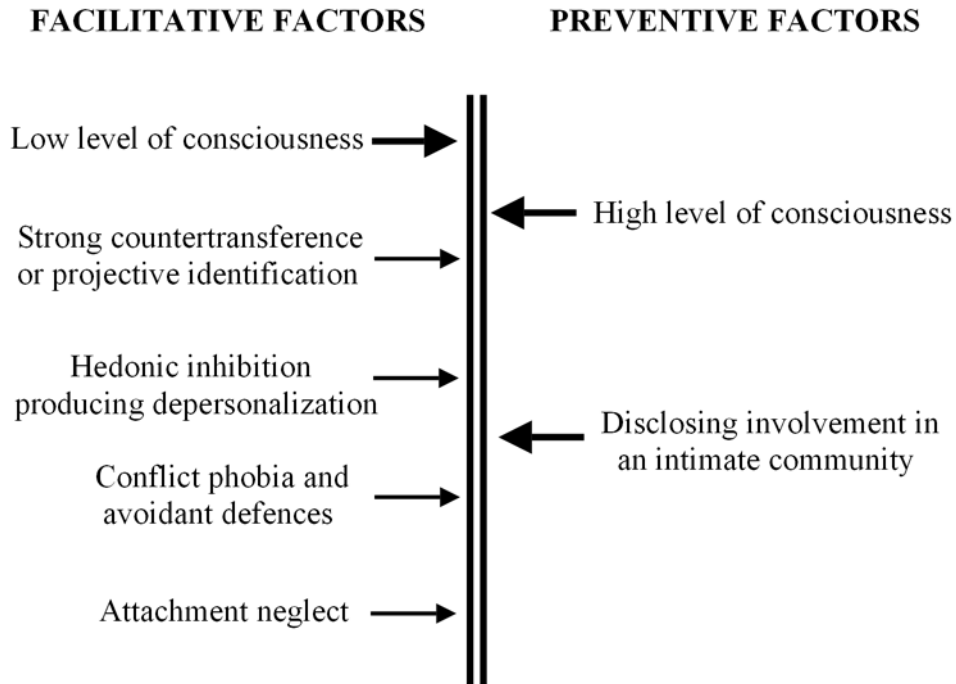 FACILITATIVE FACTORS
PREVENTIVE FACTORS
Low level of consciousness
High level of consciousness
Strong countertransference
or projective identification
Hedonic inhibition
producing depersonalization
Disclosing involvement in
an intimate community
Conflict phobia and
avoidant defences
Attachment neglect